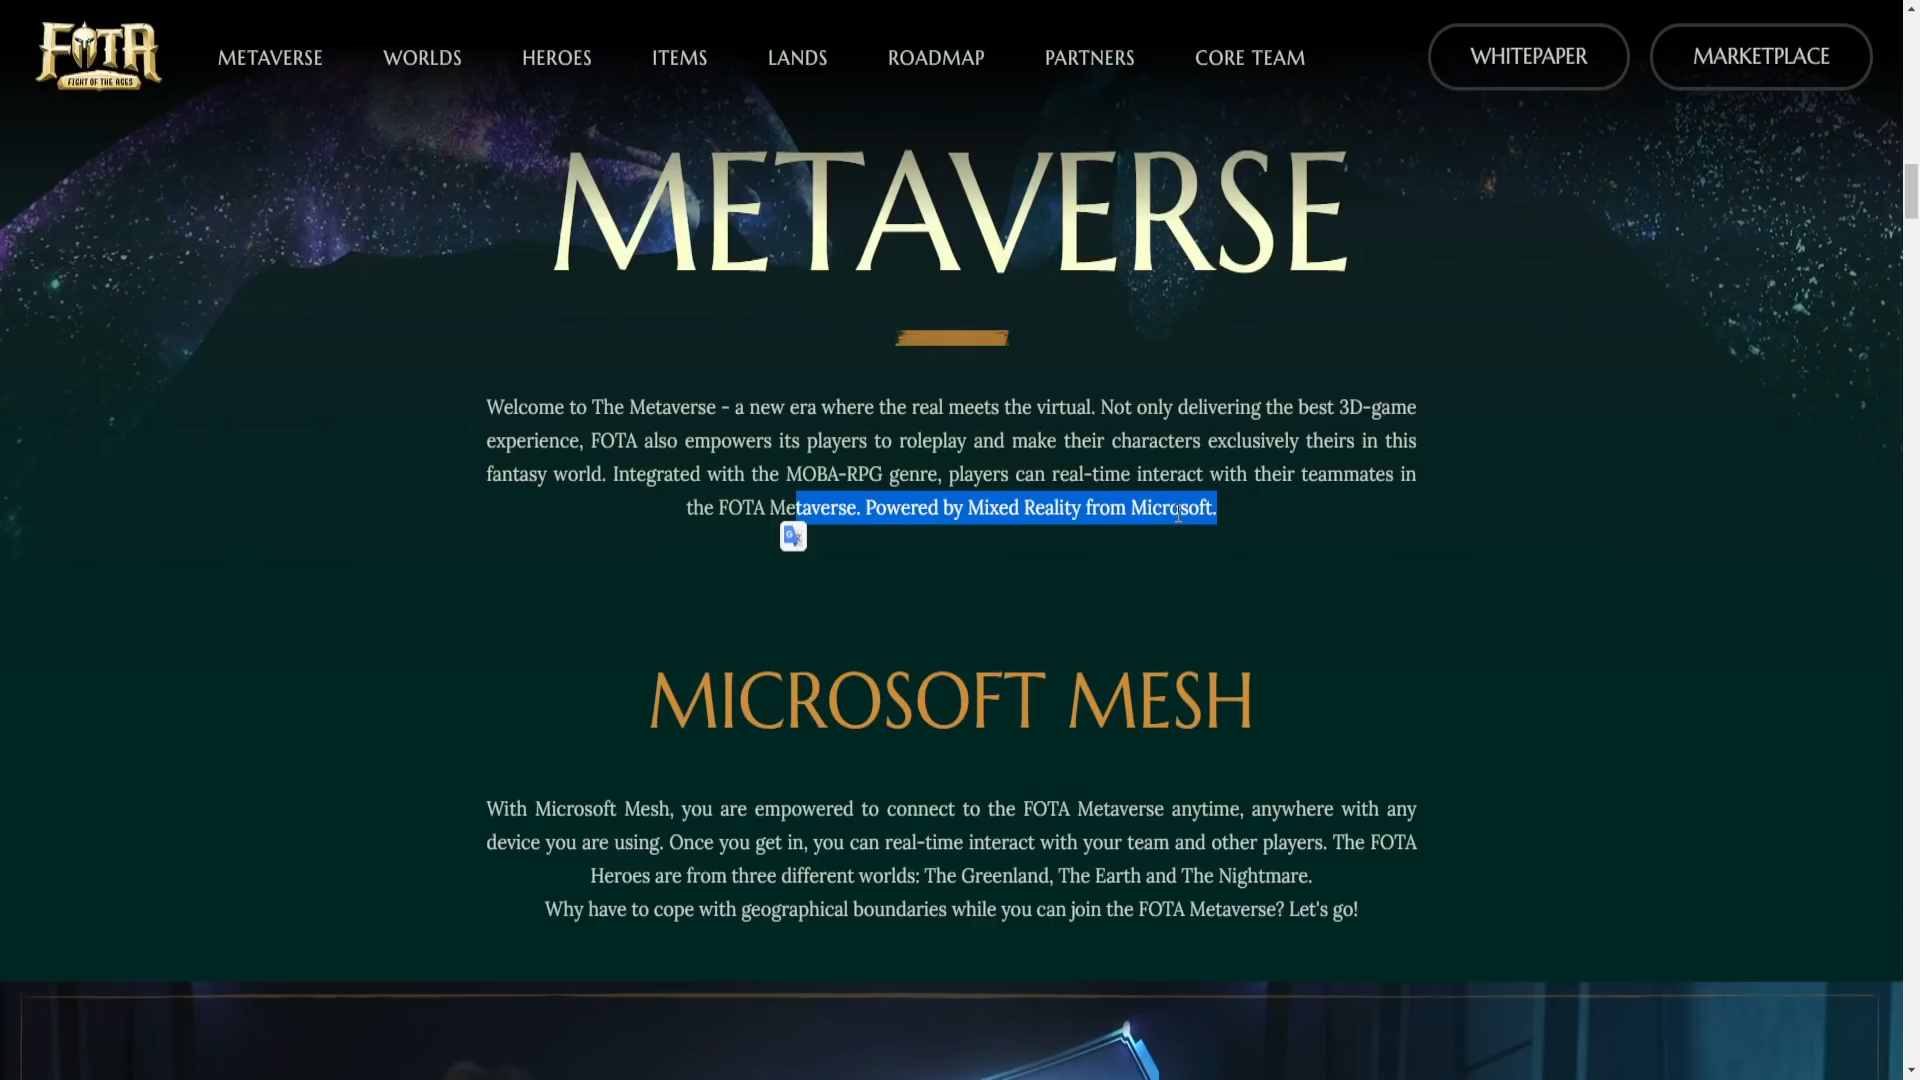 FOTA
FIGHT OF THE AGES
METAVERSE
WORLDS
HEROES
ITEMS
LANDS
ROADMAP
PARTNERS
CORE TEAM
WHITEPAPER
MARKETPLACE
METAVERSE
Welcome to The Metaverse - a new era where the real meets the virtual. Not only delivering the best 3D-game
experience, FOTA also empowers its players to roleplay and make their characters exclusively theirs in this
fantasy world. Integrated with the MOBA-RPG genre, players can real-time interact with their teammates in
the FOTA Metaverse. Powered by Mixed Reality from Microsoft.
MICROSOFT MESH
With Microsoft Mesh, you are empowered to connect to the FOTA Metaverse anytime, anywhere with any
device you are using. Once you get in, you can real-time interact with your team and other players. The FOTA
Heroes are from three different worlds: The Greenland, The Earth and The Nightmare.
Why have to cope with geographical boundaries while you can join the FOTA Metaverse? Let's go!